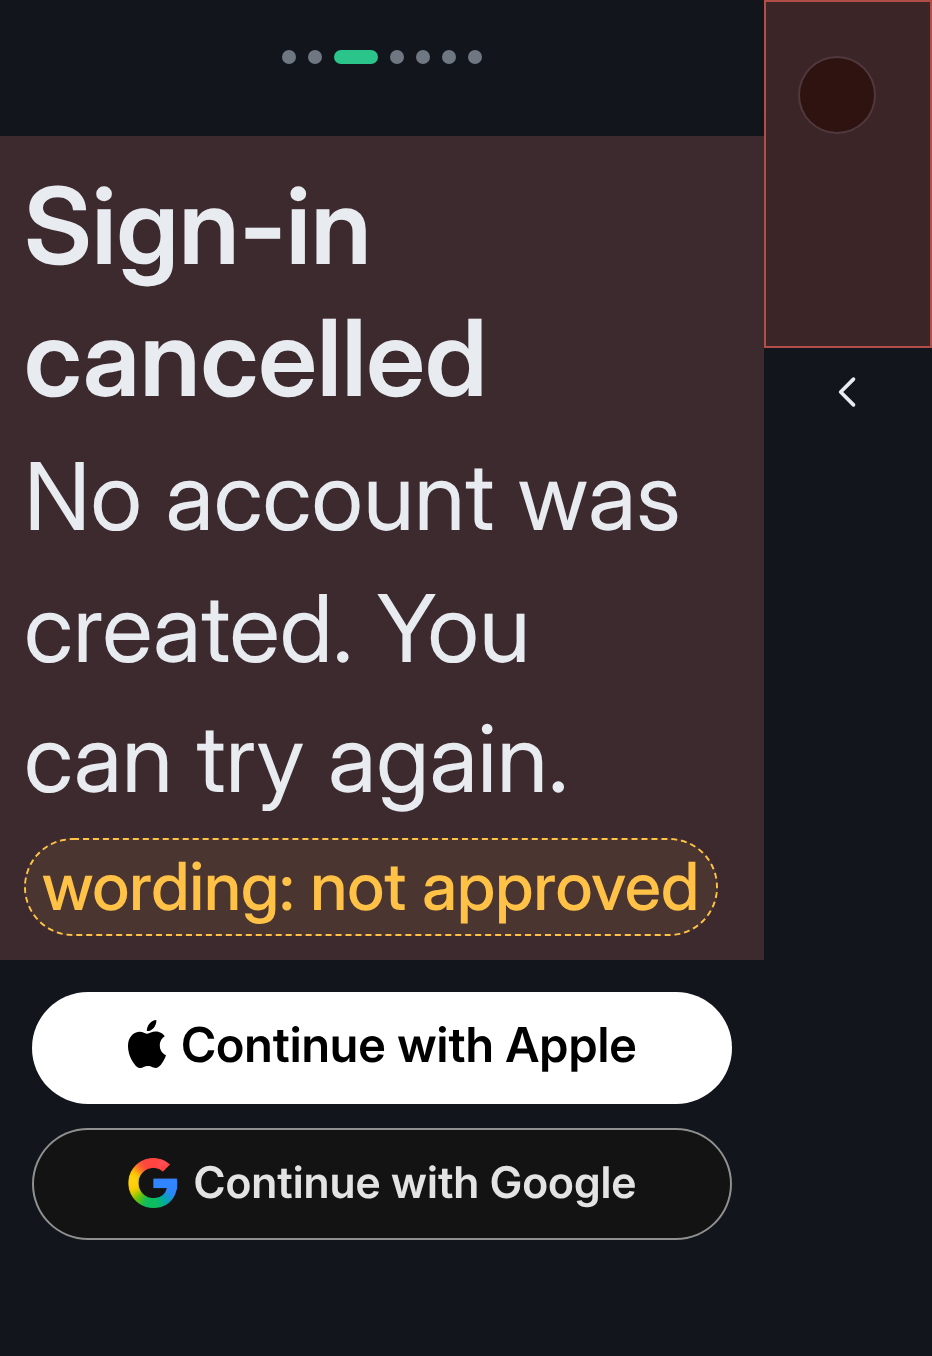 Sign-in
cancelled
No account was
created. You
can try again.
wording: not approved
Continue with Apple
Continue with Google